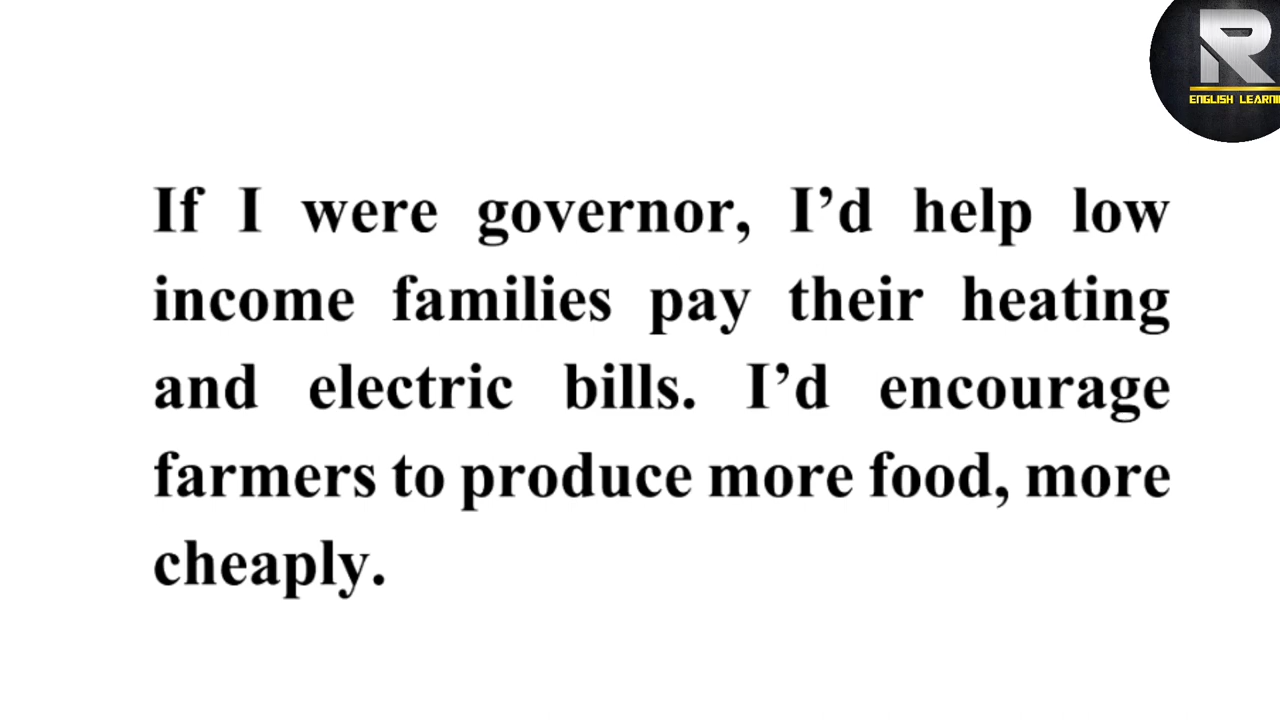 R
ENGLISH LEARNI
If I were governor, I’d help low
income families pay their heating
and electric bills. I’d encourage
farmers to produce more food, more
cheaply.